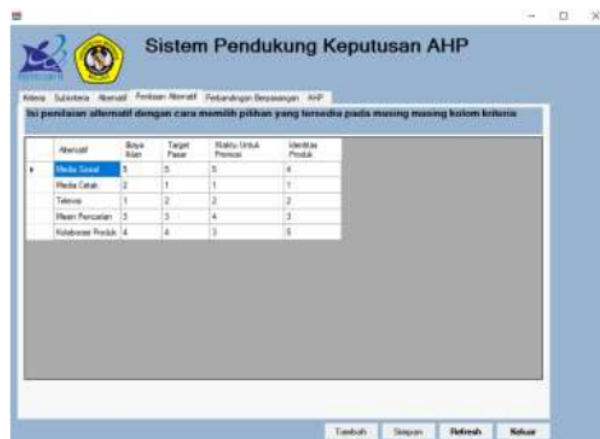 Sistem Pendukung Keputusan AHP
Kriteria Subkriteria Alternatif Penilaian Alternatif Perbandingan Berpasangan AHP
Isi penilaian alternatif dengan cara memilih pilihan yang tersedia pada masing masing kolom kriteria
Alternatif Biaya Iklan Target Pasar Waktu Untuk Promosi Identitas Produk
Media Sosial 5 5 5 4
Media Cetak 2 1 1 1
Televisi 1 2 2 2
Mesin Pencarian 3 3 4 3
Kolaborasi Produk 4 4 3 5
Tambah Simpan Refresh Keluar